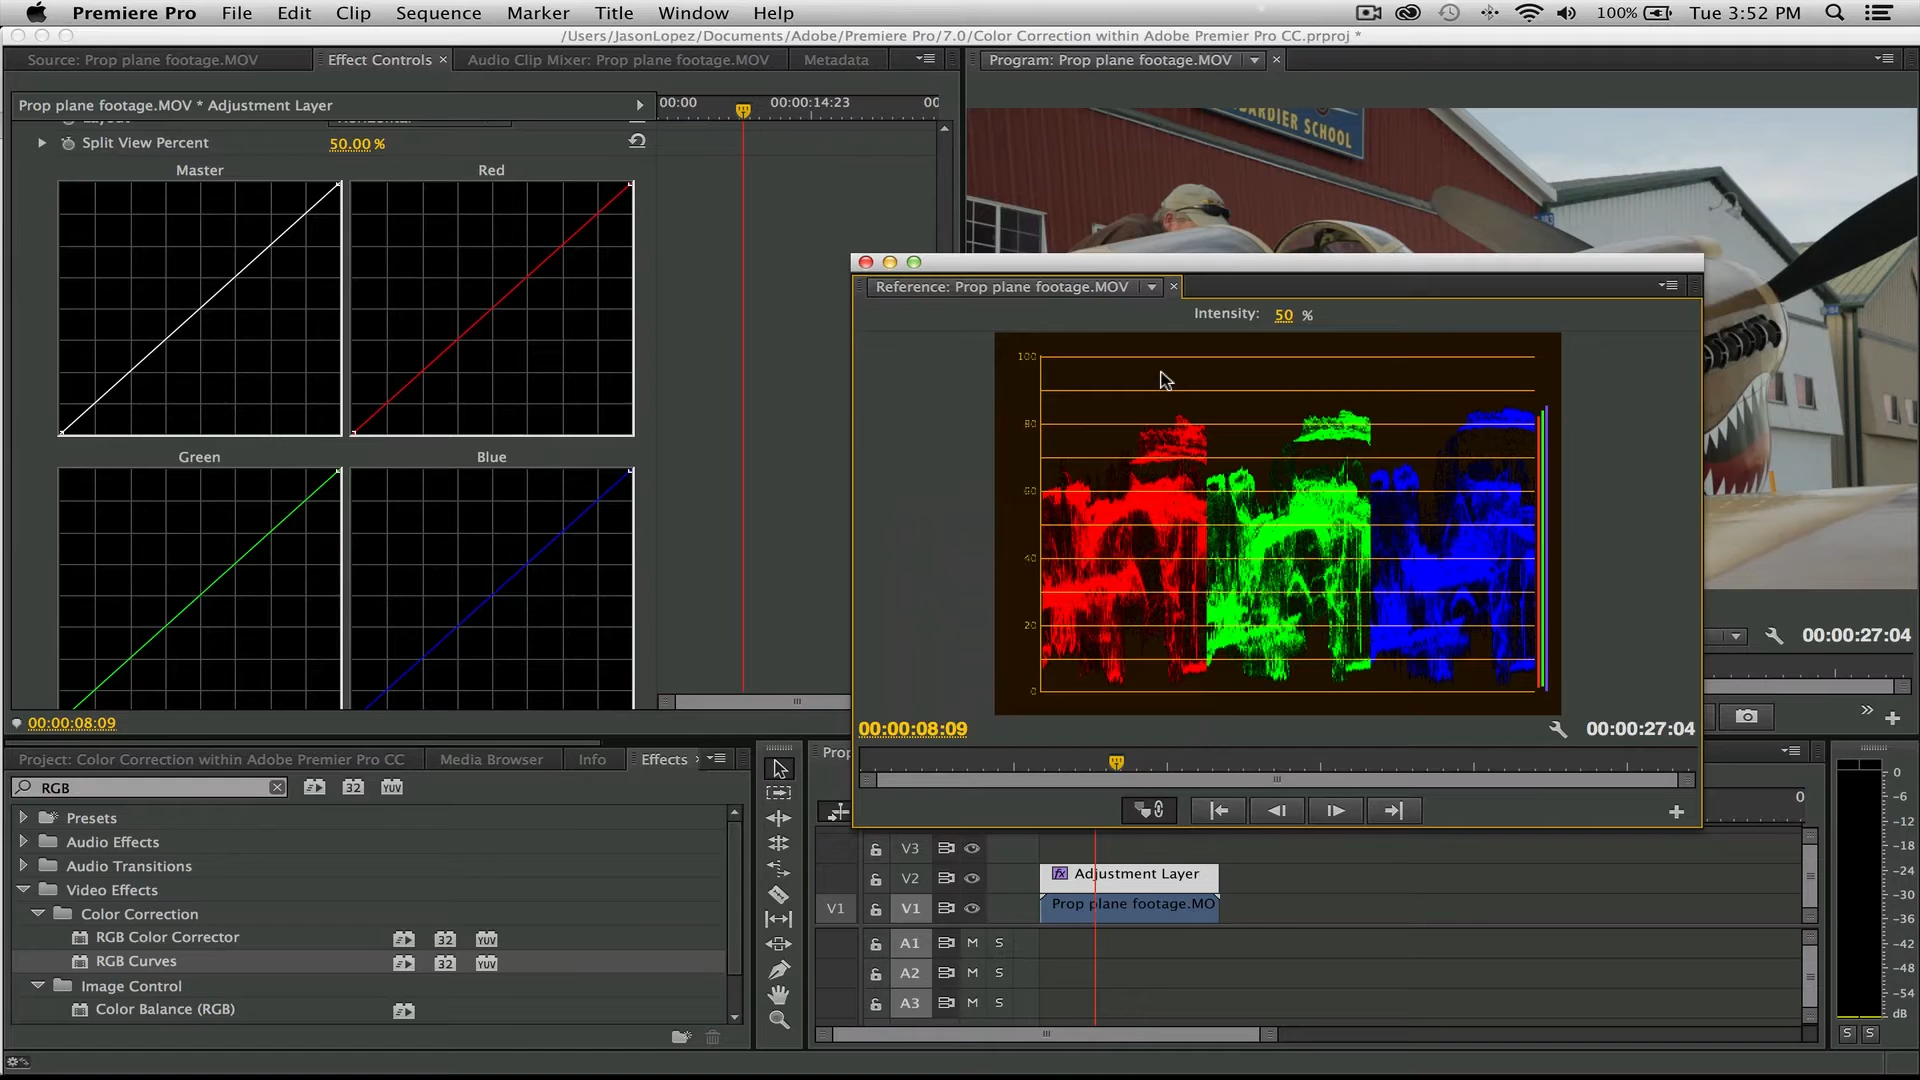 Premiere Pro File Edit Clip Sequence Marker Title Window Help 100% Tue 3:52 PM
/Users/JasonLopez/Documents/Adobe/Premiere Pro/7.0/Color Correction within Adobe Premier Pro CC.prproj *
Source: Prop plane footage.MOV Effect Controls × Audio Clip Mixer: Prop plane footage.MOV Metadata Program: Prop plane footage.MOV ×
Prop plane footage.MOV * Adjustment Layer 00:00 00:00:14:23 00
Split View Percent 50.00 %
Master Red
Green Blue
BARDIER SCHOOL
Reference: Prop plane footage.MOV ×
Intensity: 50 %
100
80
60
40
20
0
00:00:08:09 00:00:27:04
00:00:27:04
00:00:08:09
Project: Color Correction within Adobe Premier Pro CC Media Browser Info Effects ×
RGB 32 YUV
Presets
Audio Effects
Audio Transitions
Video Effects
Color Correction
RGB Color Corrector 32 YUV
RGB Curves 32 YUV
Image Control
Color Balance (RGB)
Prop
0
V3
V2 fx Adjustment Layer
V1 V1 Prop plane footage.MO
A1 M S
A2 M S
A3 M S
0
-6
-12
-18
-24
-30
-36
-42
-48
-54
dB
S S